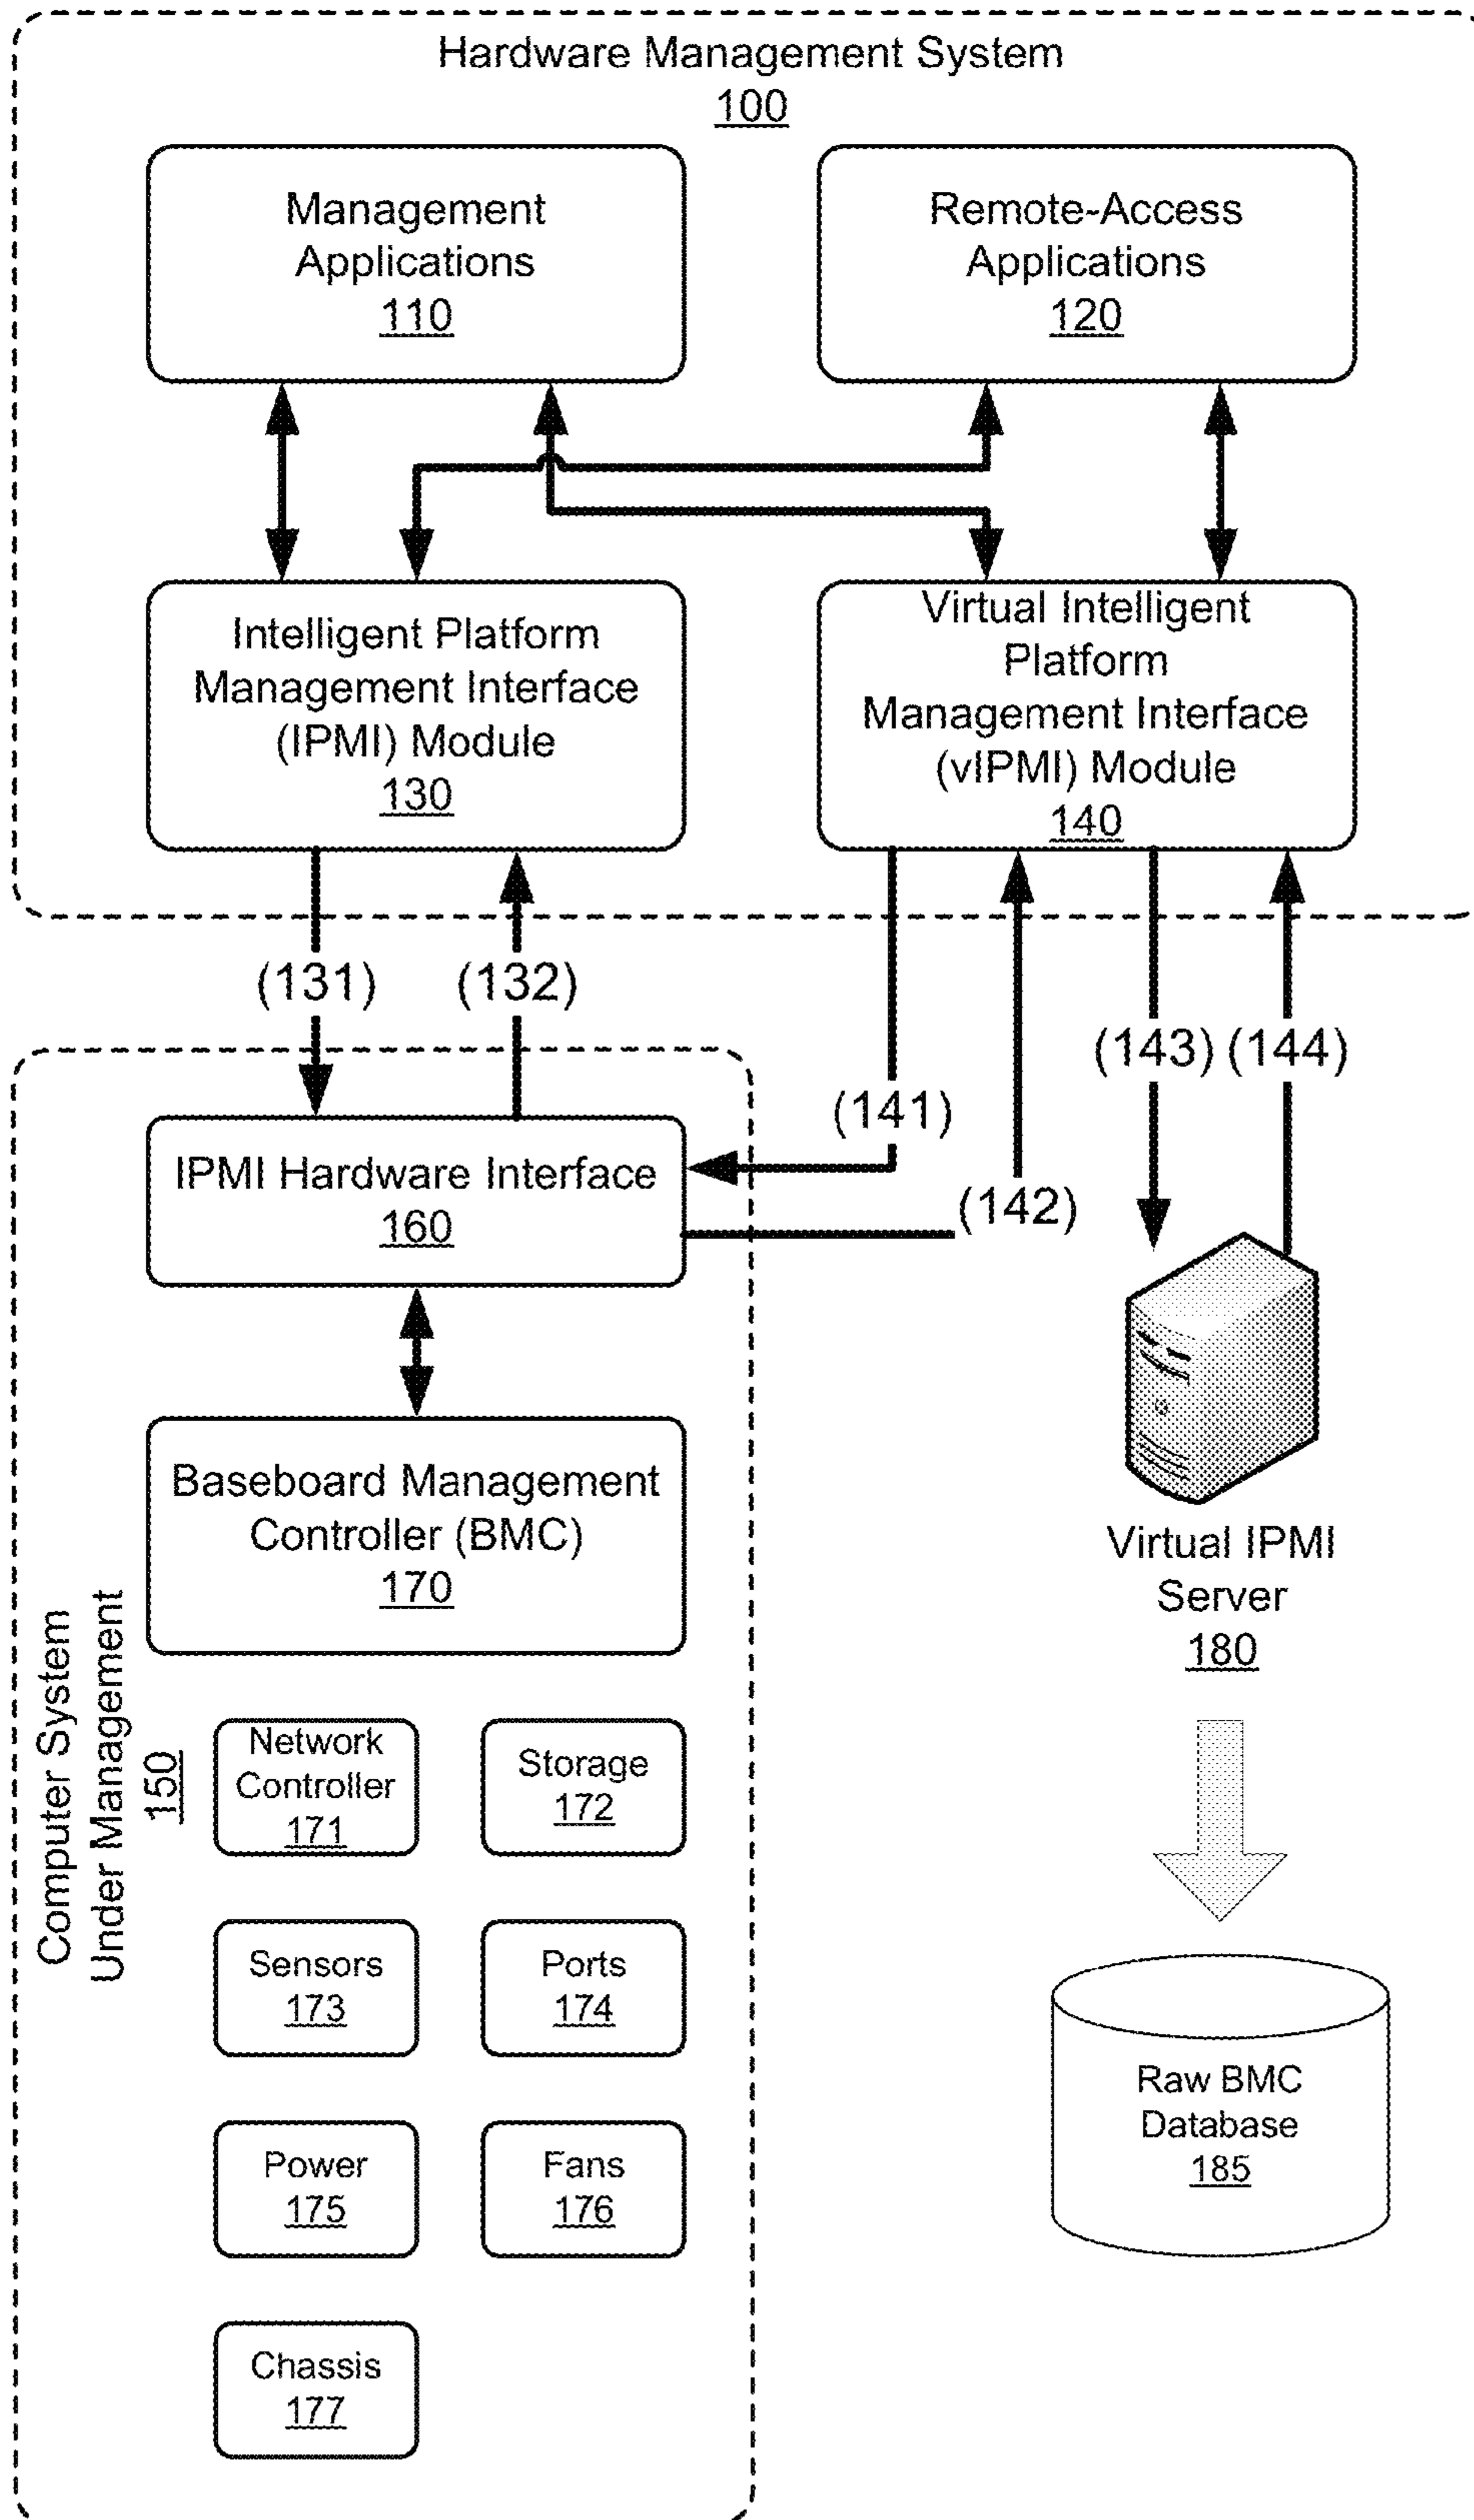 Hardware Management System
100
Management
Applications
110
Remote-Access
Applications
120
Intelligent Platform
Management Interface
(IPMI) Module
130
Virtual Intelligent
Platform
Management Interface
(vIPMI) Module
140
(131)
(132)
(143)
(144)
(141)
(142)
IPMI Hardware Interface
160
Baseboard Management
Controller (BMC)
170
Virtual IPMI
Server
180
Computer System
Under Management
150
Network
Controller
171
Storage
172
Sensors
173
Ports
174
Power
175
Fans
176
Chassis
177
Raw BMC
Database
185